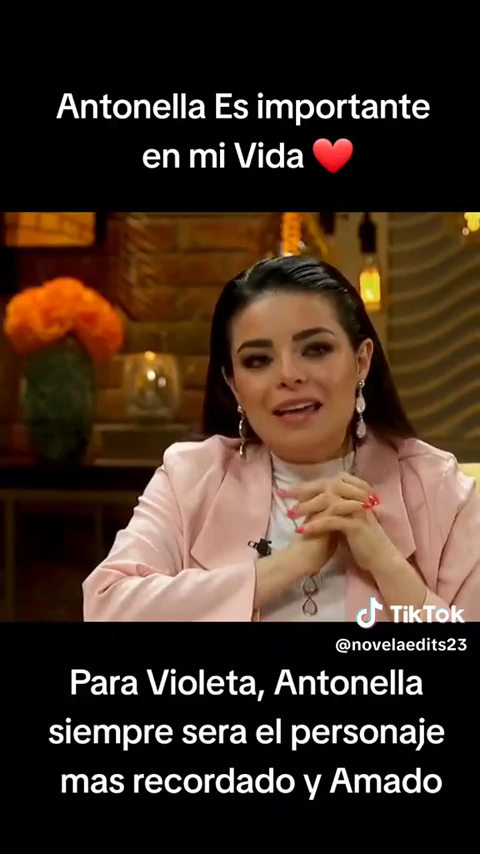 Antonella Es importante
en mi Vida ❤️
TikTok
@novelaedits23
Para Violeta, Antonella
siempre sera el personaje
mas recordado y Amado